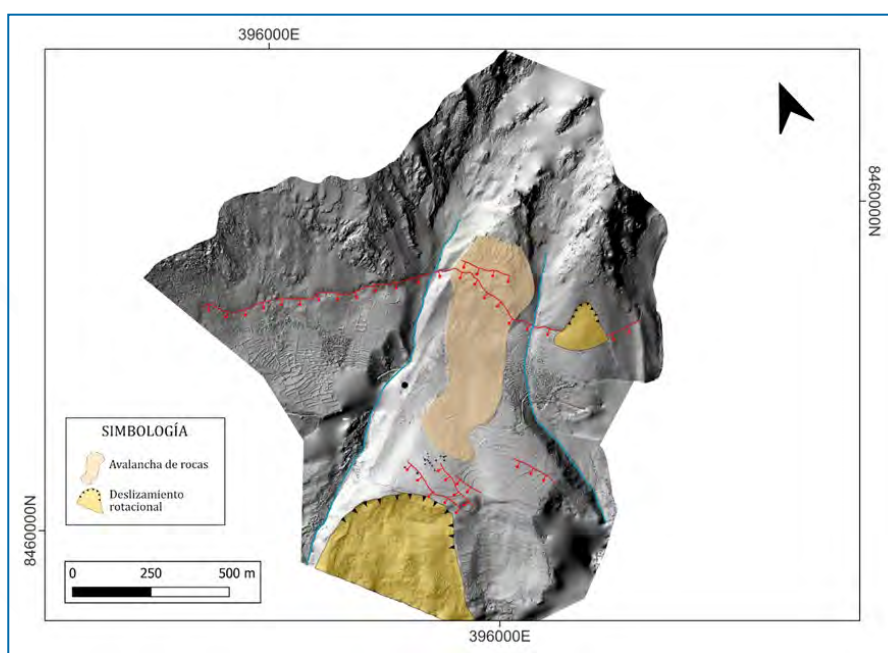 396000E
8460000N
SIMBOLOGÍA
Avalancha de rocas
Deslizamiento
rotacional
8460000N
0 250 500 m
396000E